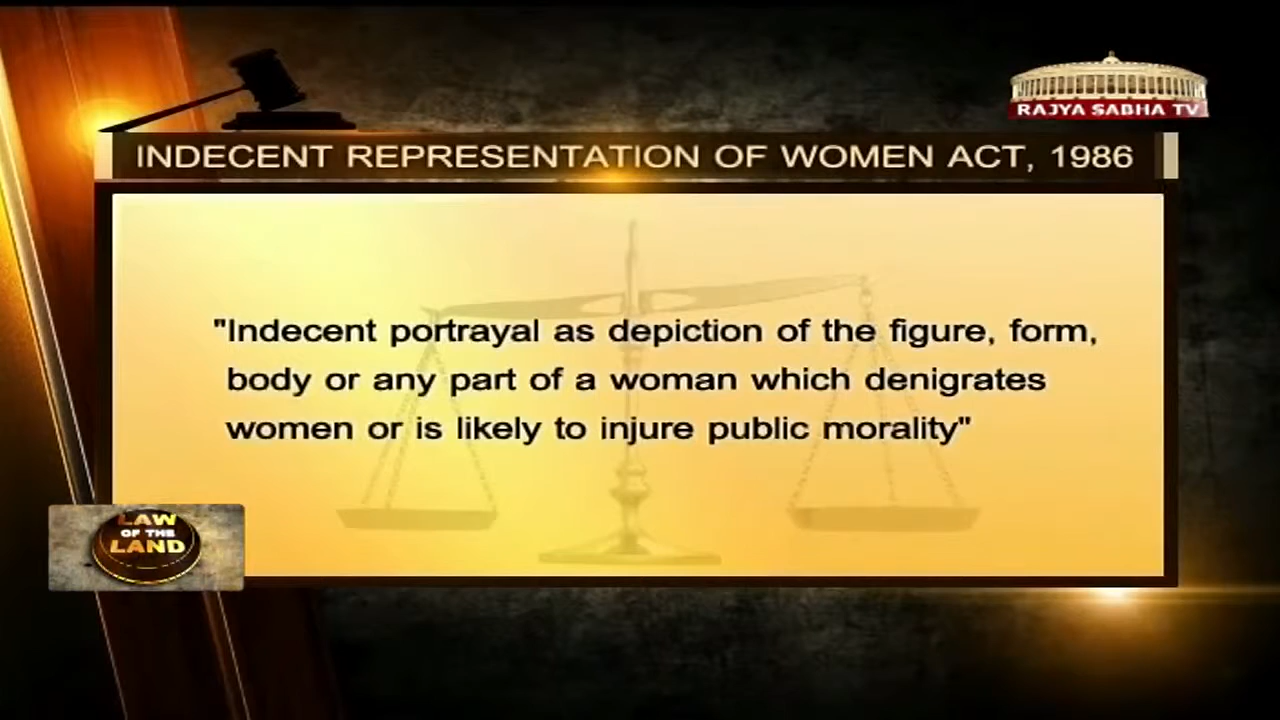 RAJYA SABHA TV
INDECENT REPRESENTATION OF WOMEN ACT, 1986
"Indecent portrayal as depiction of the figure, form,
body or any part of a woman which denigrates
women or is likely to injure public morality"
LAW
OF THE
LAND